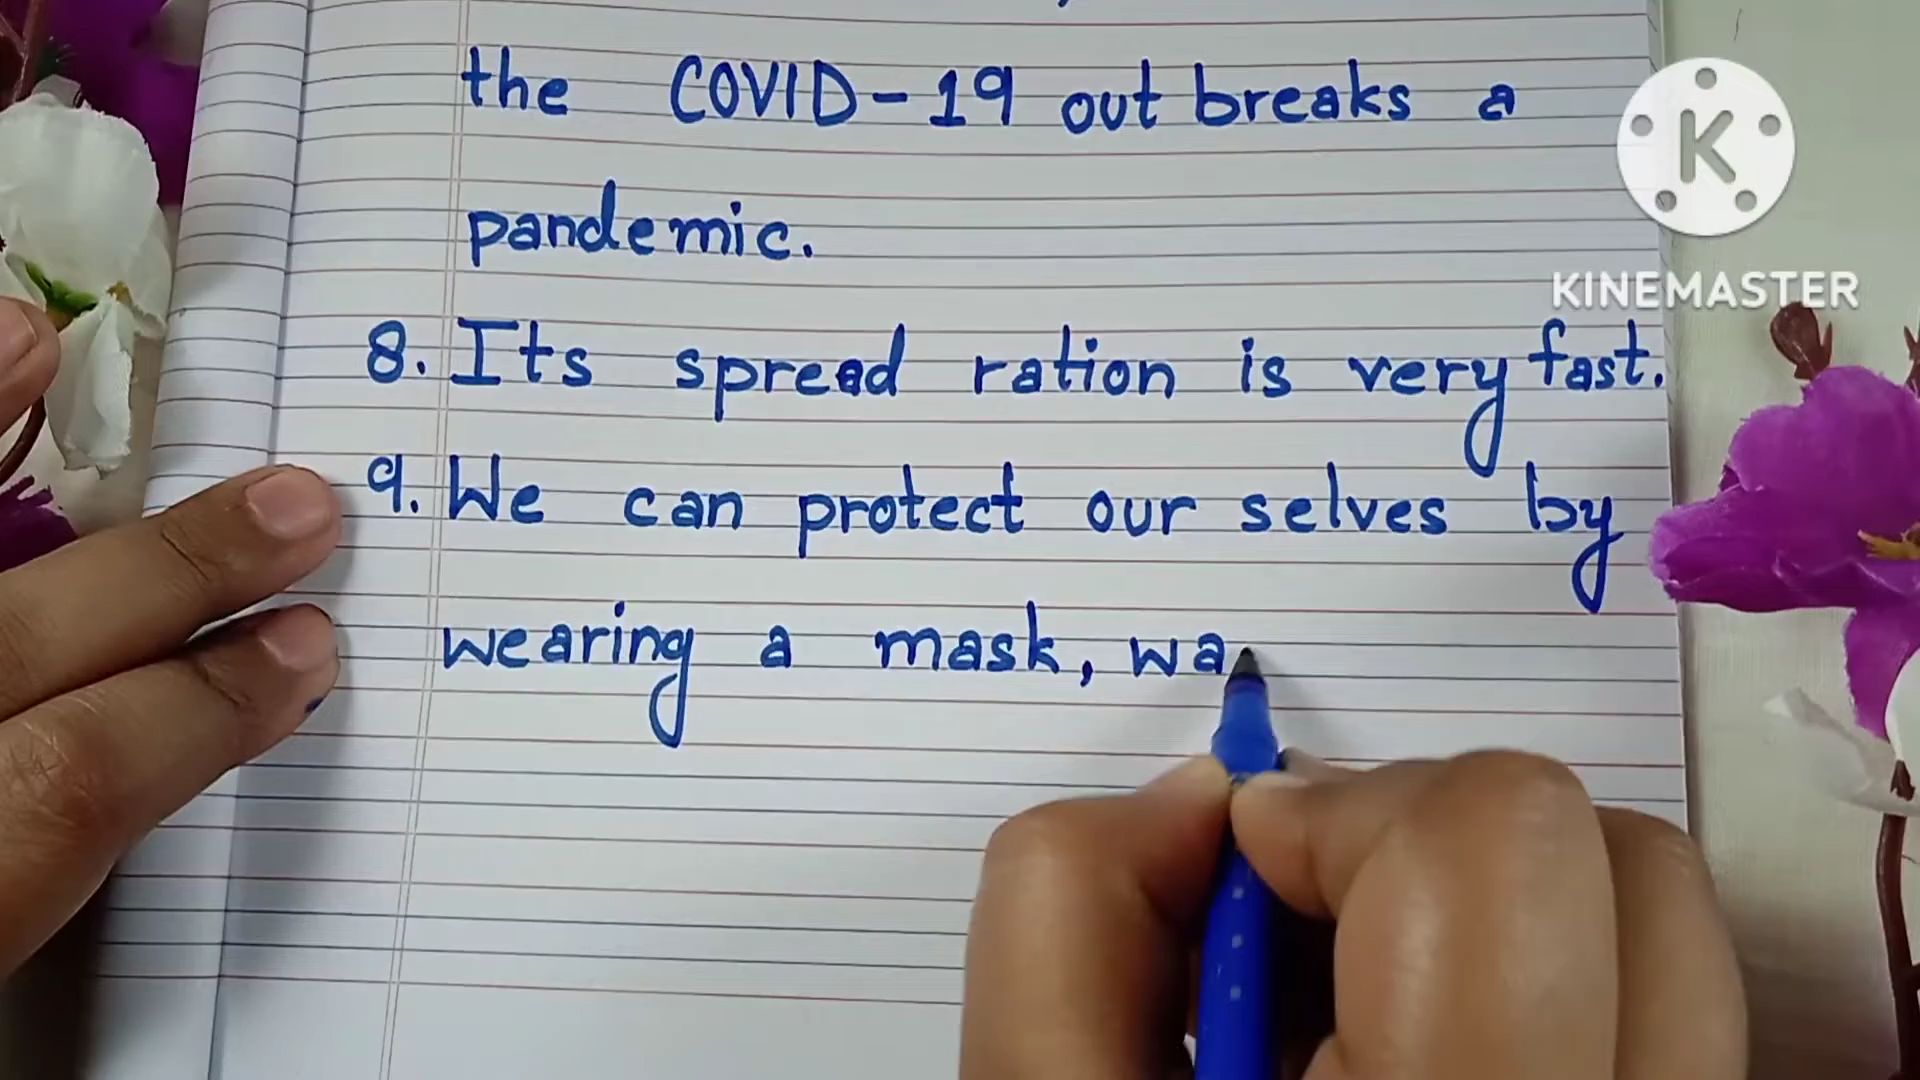 the COVID-19 out breaks a
pandemic.
8. Its spread ration is very fast.
9. We can protect our selves by
wearing a mask, wa
K
KINEMASTER